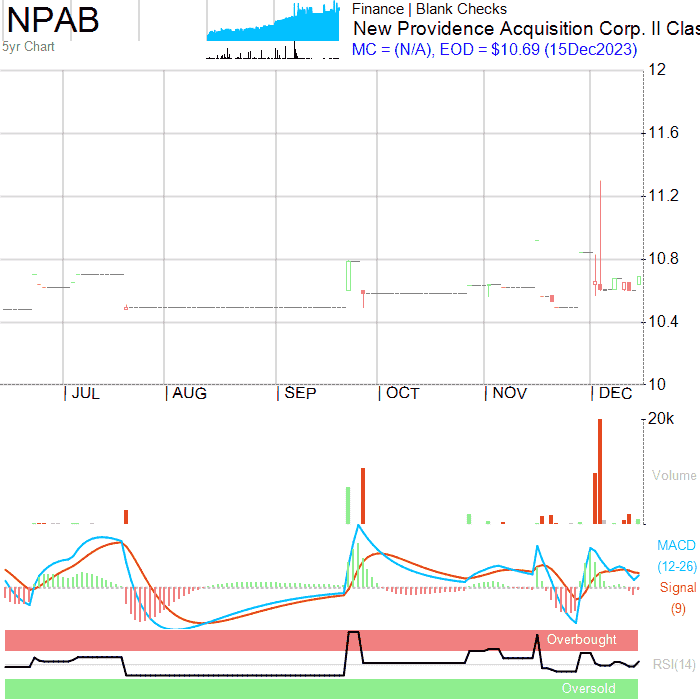 NPAB
5yr Chart
Finance | Blank Checks
New Providence Acquisition Corp. II Clas
MC = (N/A), EOD = $10.69 (15Dec2023)
12
11.6
11.2
10.8
10.4
10
JUL AUG SEP OCT NOV DEC
20k
Volume
MACD
(12-26)
Signal
(9)
Overbought
RSI(14)
Oversold